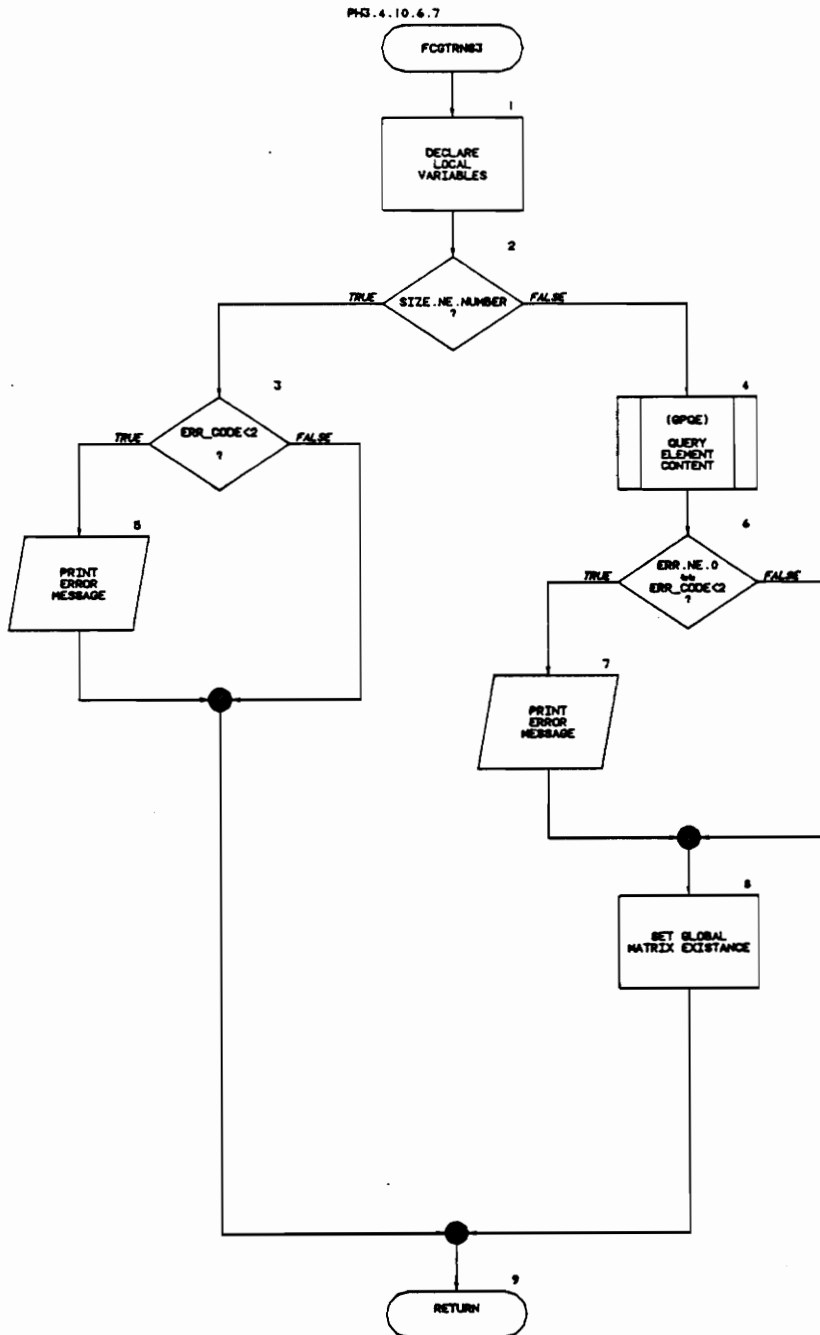 PH3.4.10.6.7
FCGTRNS3
1
DECLARE
LOCAL
VARIABLES
2
SIZE.NE.NUMBER
?
TRUE
FALSE
3
ERR_CODE<2
?
TRUE
FALSE
4
(GPQE)
QUERY
ELEMENT
CONTENT
5
PRINT
ERROR
MESSAGE
6
ERR.NE.0
&&
ERR_CODE<2
?
TRUE
FALSE
7
PRINT
ERROR
MESSAGE
8
SET GLOBAL
MATRIX EXISTANCE
9
RETURN